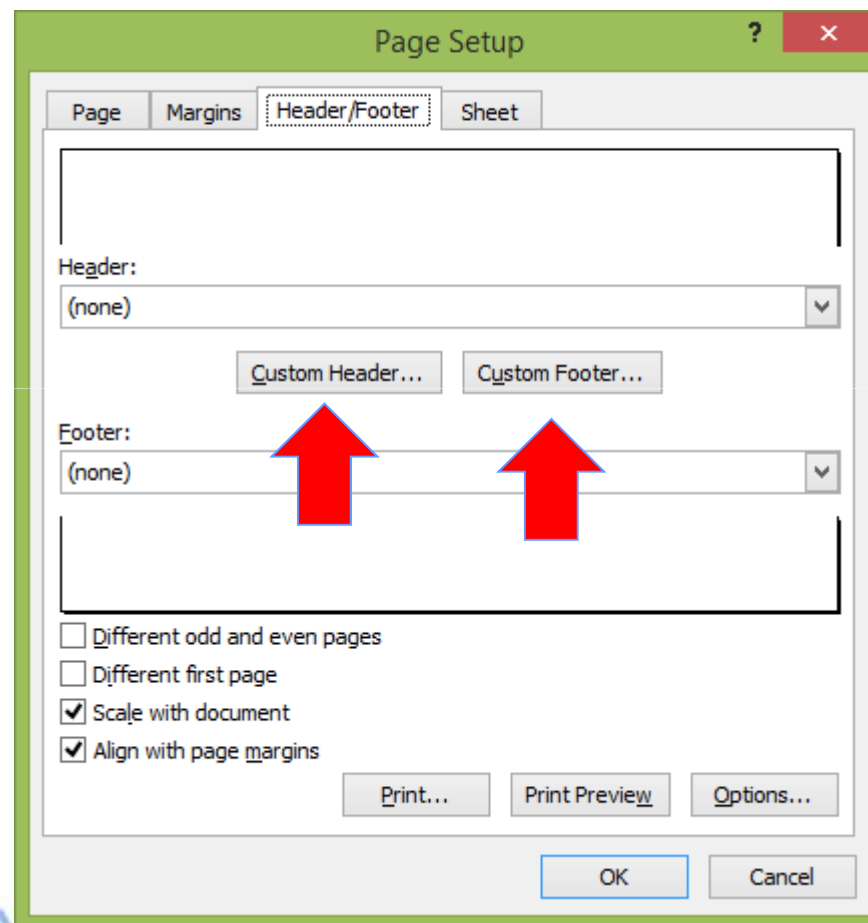 Page Setup ?
Page Margins Header/Footer Sheet
Header:
(none)
Custom Header... Custom Footer...
Footer:
(none)
Different odd and even pages
Different first page
Scale with document
Align with page margins
Print... Print Preview Options...
OK Cancel